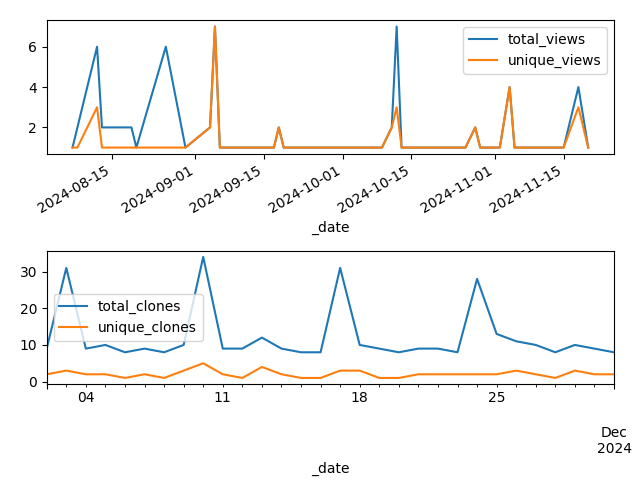 6
4
2
total_views
unique_views
2024-08-15
2024-09-01
2024-09-15
2024-10-01
2024-10-15
2024-11-01
2024-11-15
_date
30
20
10
0
total_clones
unique_clones
04
11
18
25
Dec
2024
_date